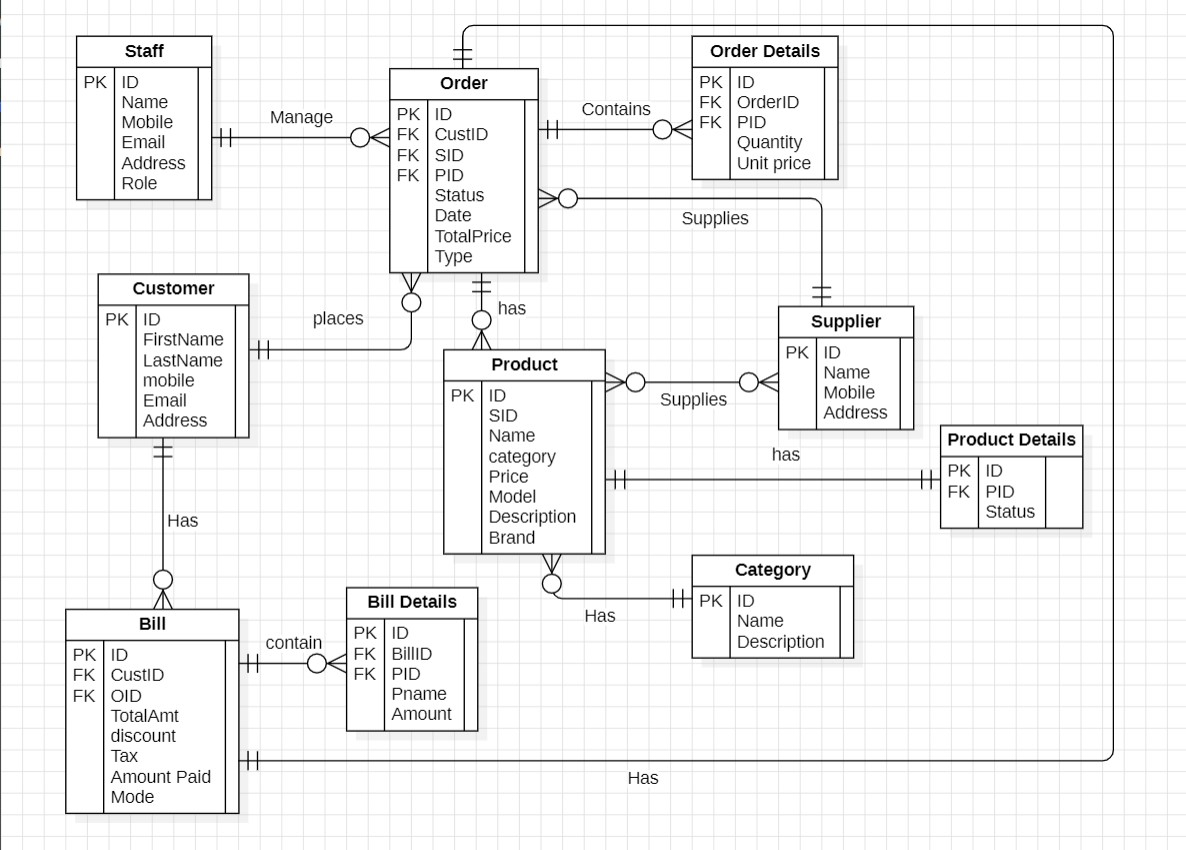 Staff
PK ID
Name
Mobile
Email
Address
Role
Manage
Order
PK ID
FK CustID
FK SID
FK PID
Status
Date
TotalPrice
Type
Contains
Order Details
PK ID
FK OrderID
FK PID
Quantity
Unit price
Supplies
Customer
PK ID
FirstName
LastName
mobile
Email
Address
places
has
Supplier
PK ID
Name
Mobile
Address
Product
PK ID
SID
Name
category
Price
Model
Description
Brand
Supplies
has
Product Details
PK ID
FK PID
Status
Has
Category
PK ID
Name
Description
Has
Bill
PK ID
FK CustID
FK OID
TotalAmt
discount
Tax
Amount Paid
Mode
contain
Bill Details
PK ID
FK BillID
FK PID
Pname
Amount
Has